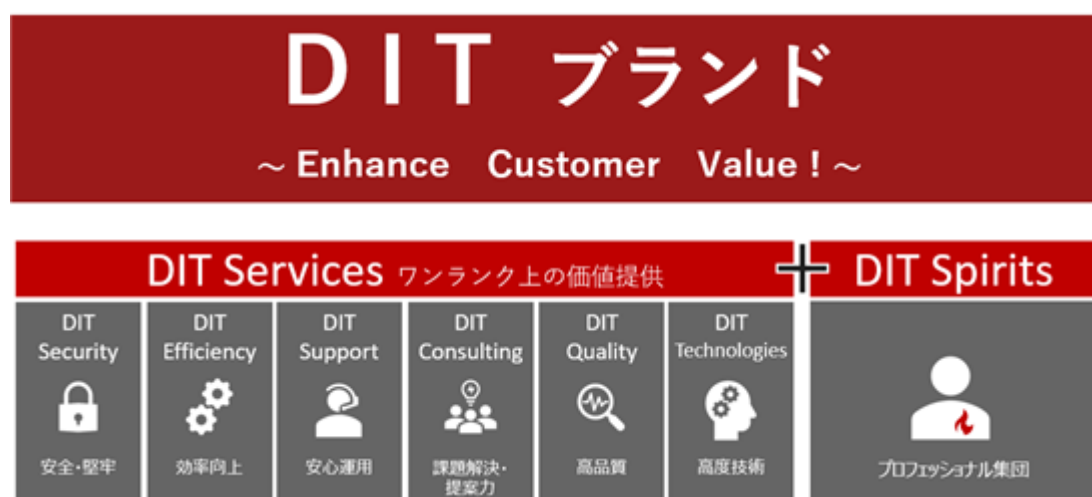 DIT ブランド
～ Enhance Customer Value ! ～
DIT Services ワンランク上の価値提供
+
DIT Spirits
DIT
Security
安全・堅牢
DIT
Efficiency
効率向上
DIT
Support
安心運用
DIT
Consulting
課題解決・
提案力
DIT
Quality
高品質
DIT
Technologies
高度技術
プロフェッショナル集団